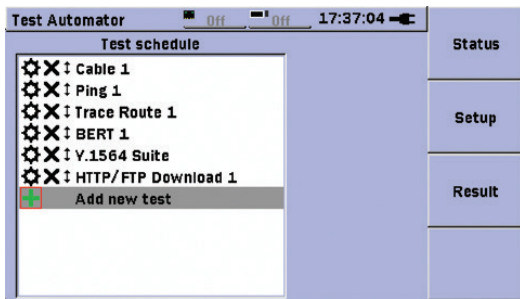 Test Automator Off Off 17:37:04
Test schedule
Cable 1
Ping 1
Trace Route 1
BERT 1
Y.1564 Suite
HTTP/FTP Download 1
Add new test
Status
Setup
Result